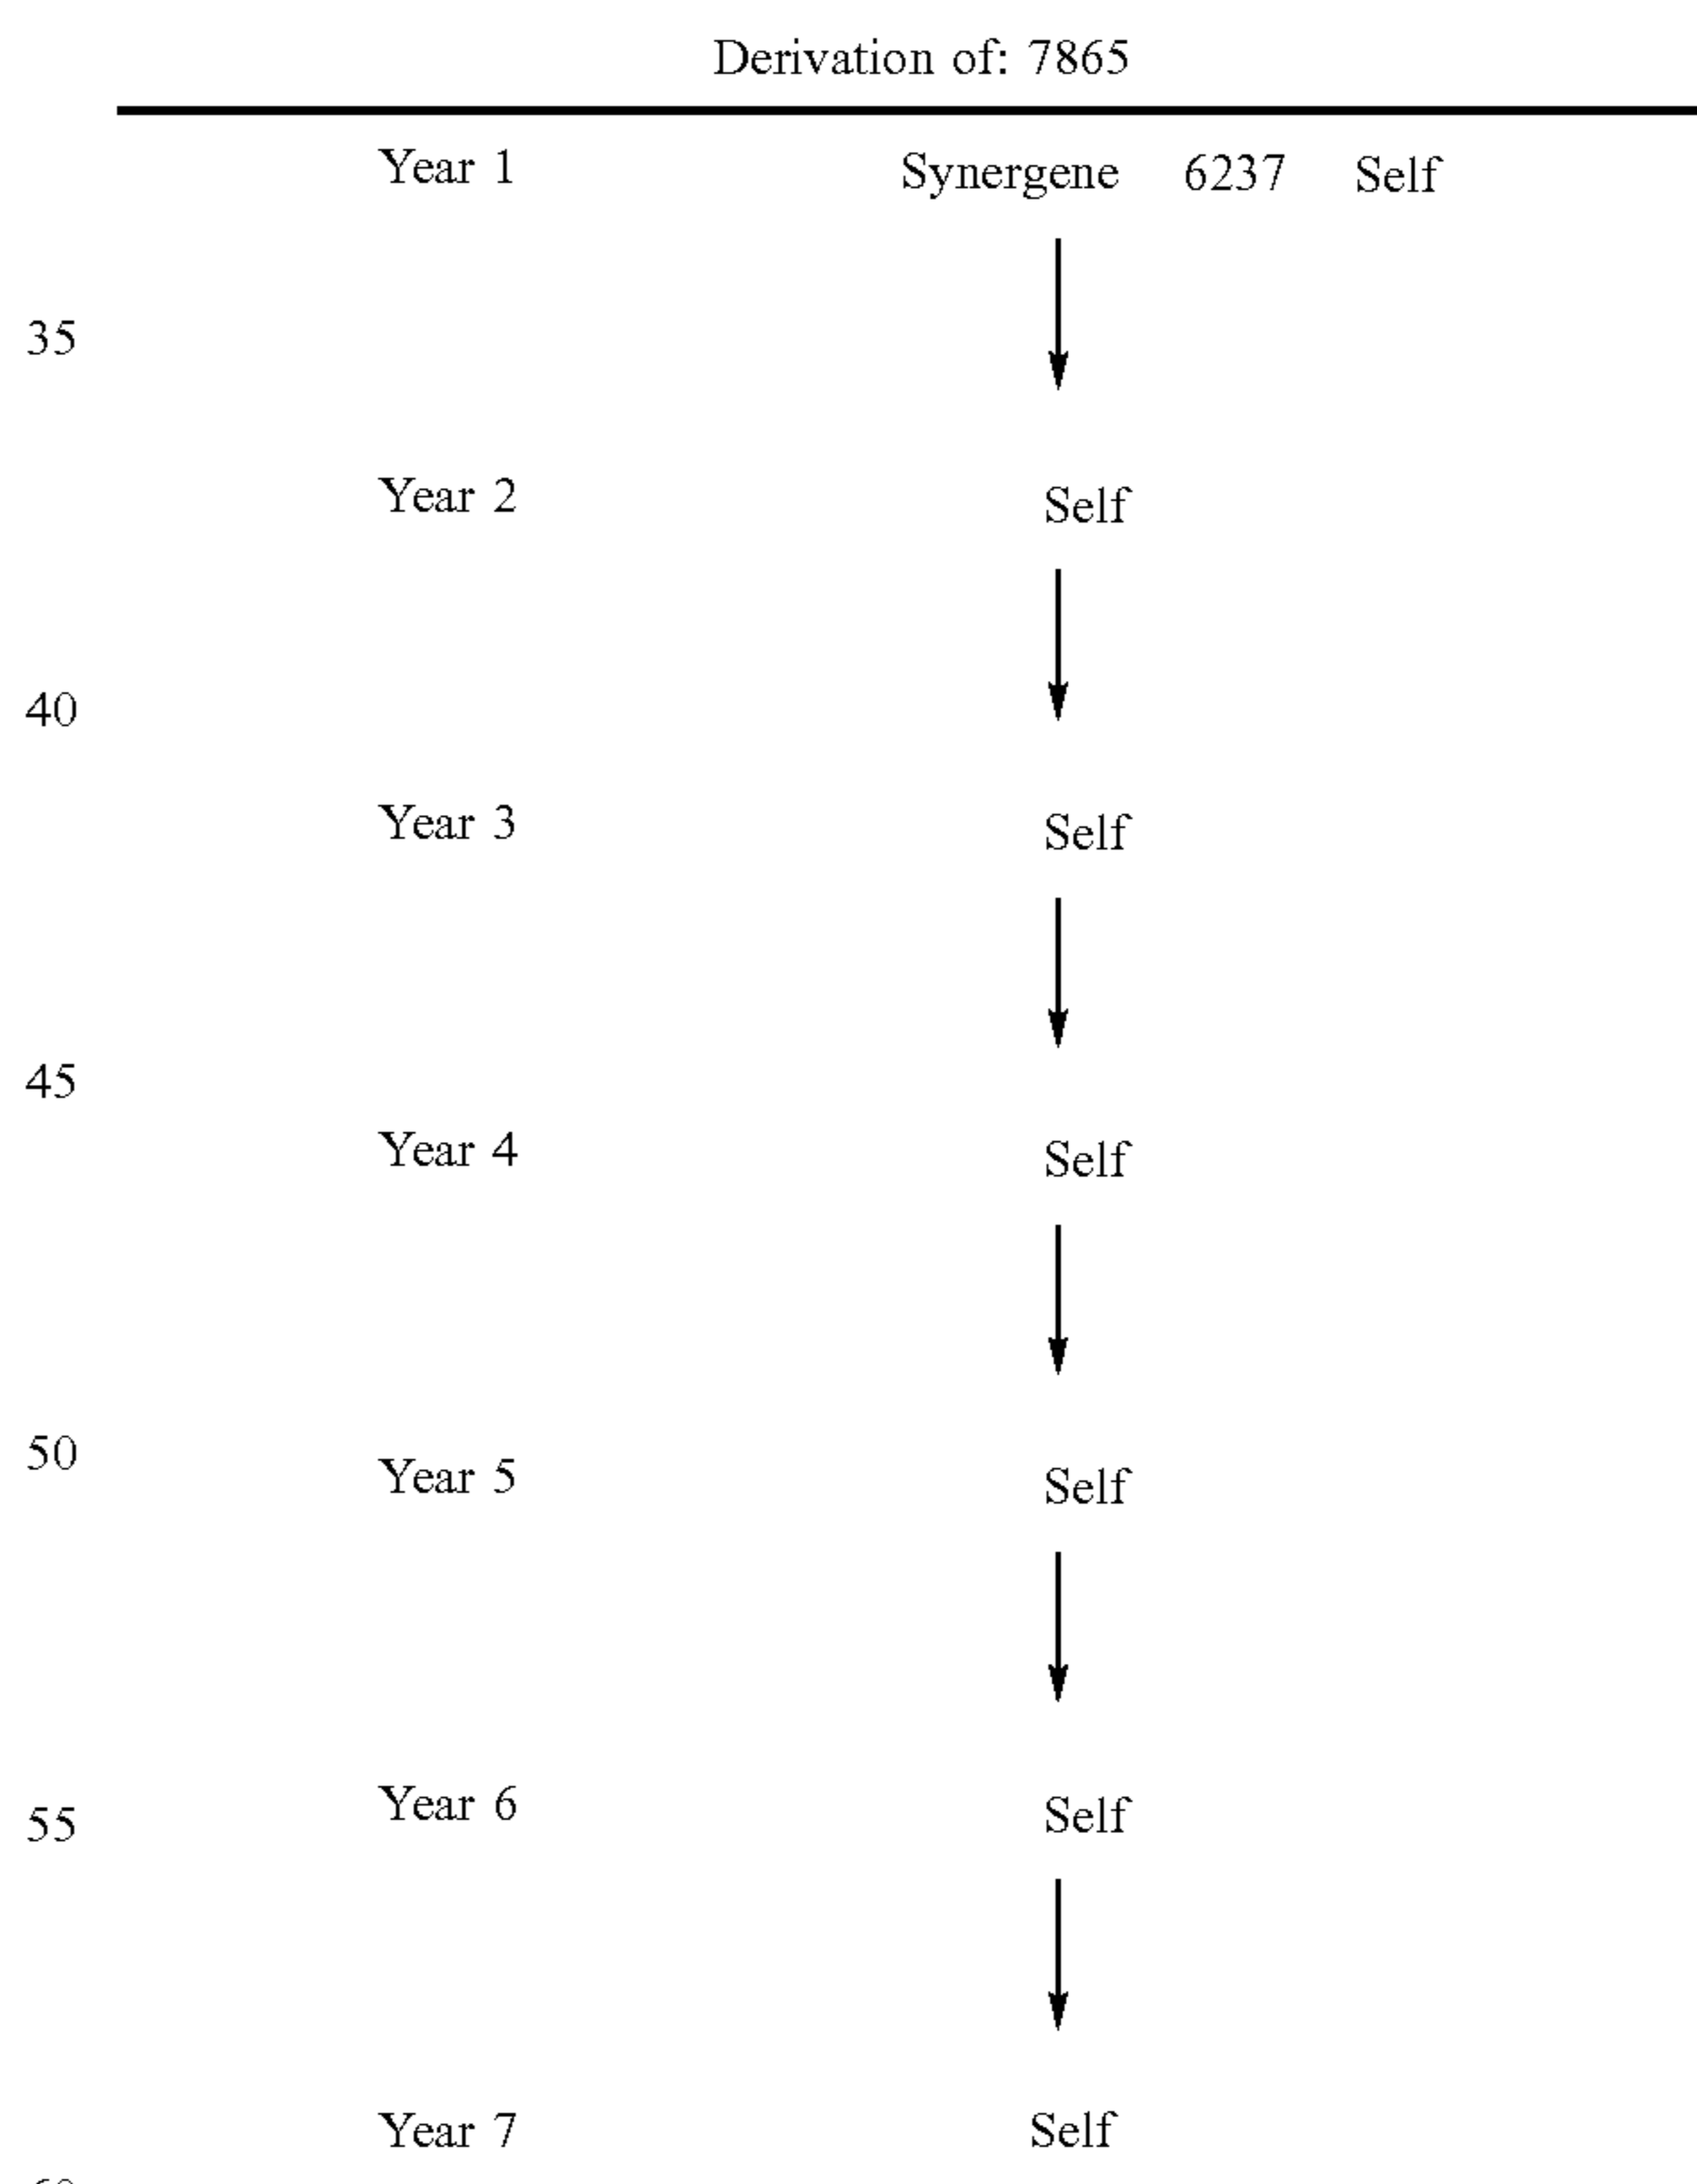 Derivation of: 7865
Year 1 Synergene 6237 Self
35
Year 2 Self
40
Year 3 Self
45
Year 4 Self
50
Year 5 Self
Year 6 Self
55
Year 7 Self